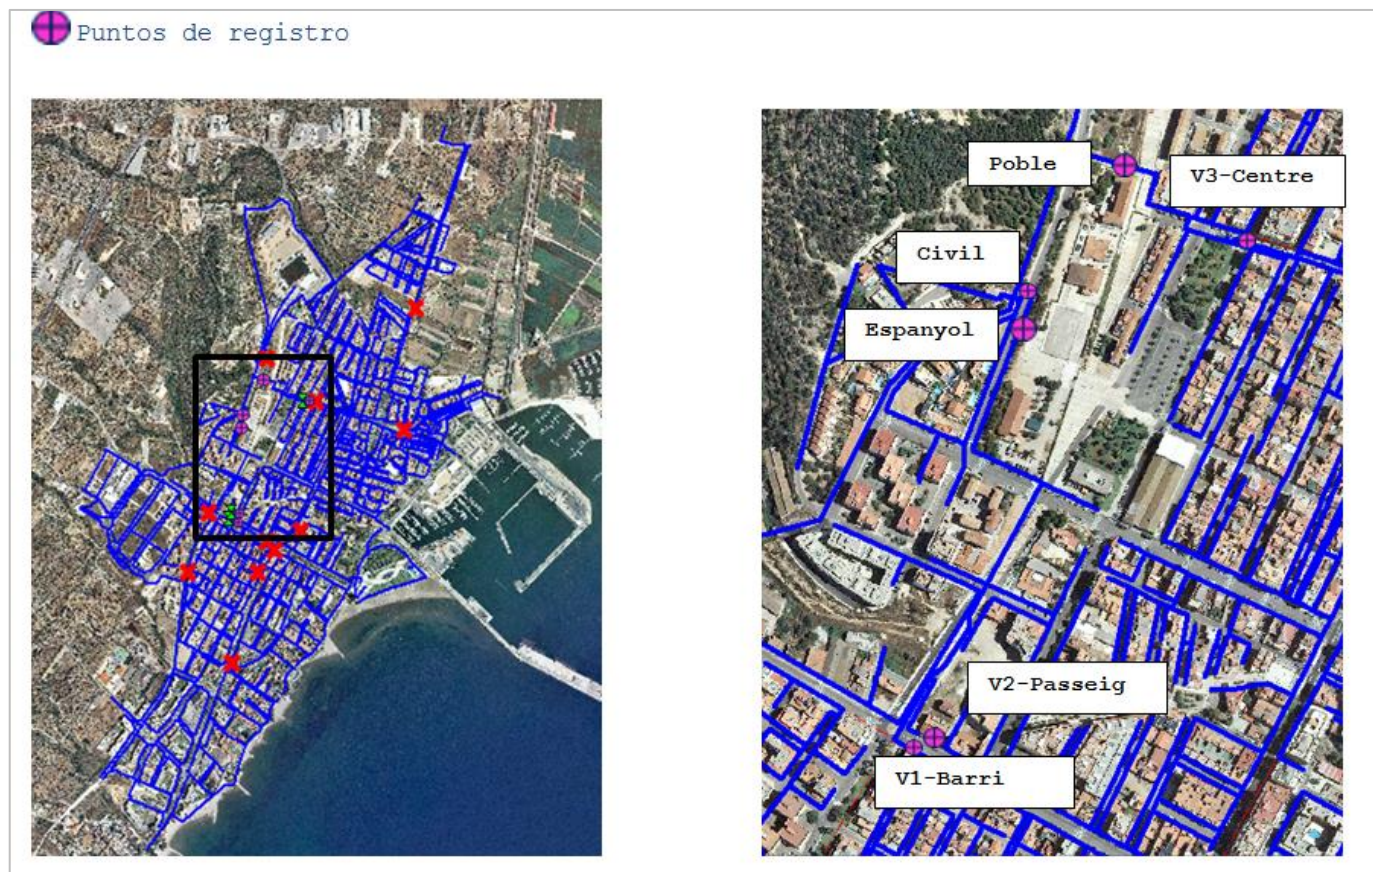 Puntos de registro
Poble
V3-Centre
Civil
Espanyol
V2-Passeig
V1-Barri